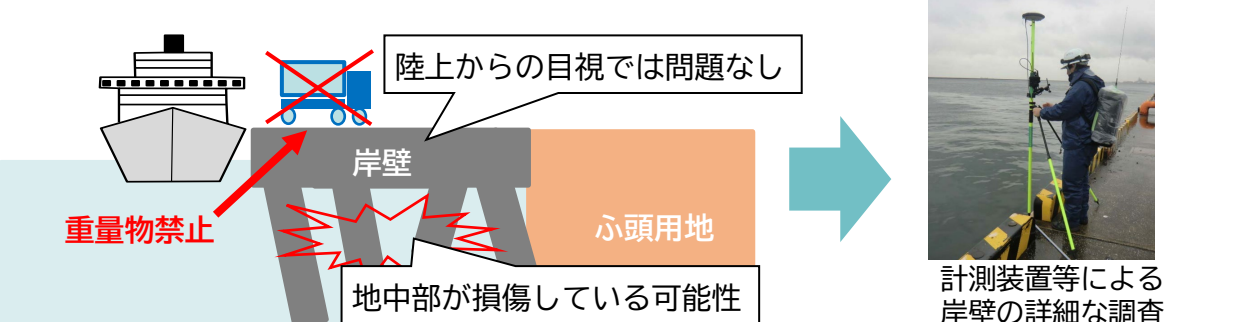 陸上からの目視では問題なし
岸壁
重量物禁止
ふ頭用地
地中部が損傷している可能性
計測装置等による
岸壁の詳細な調査